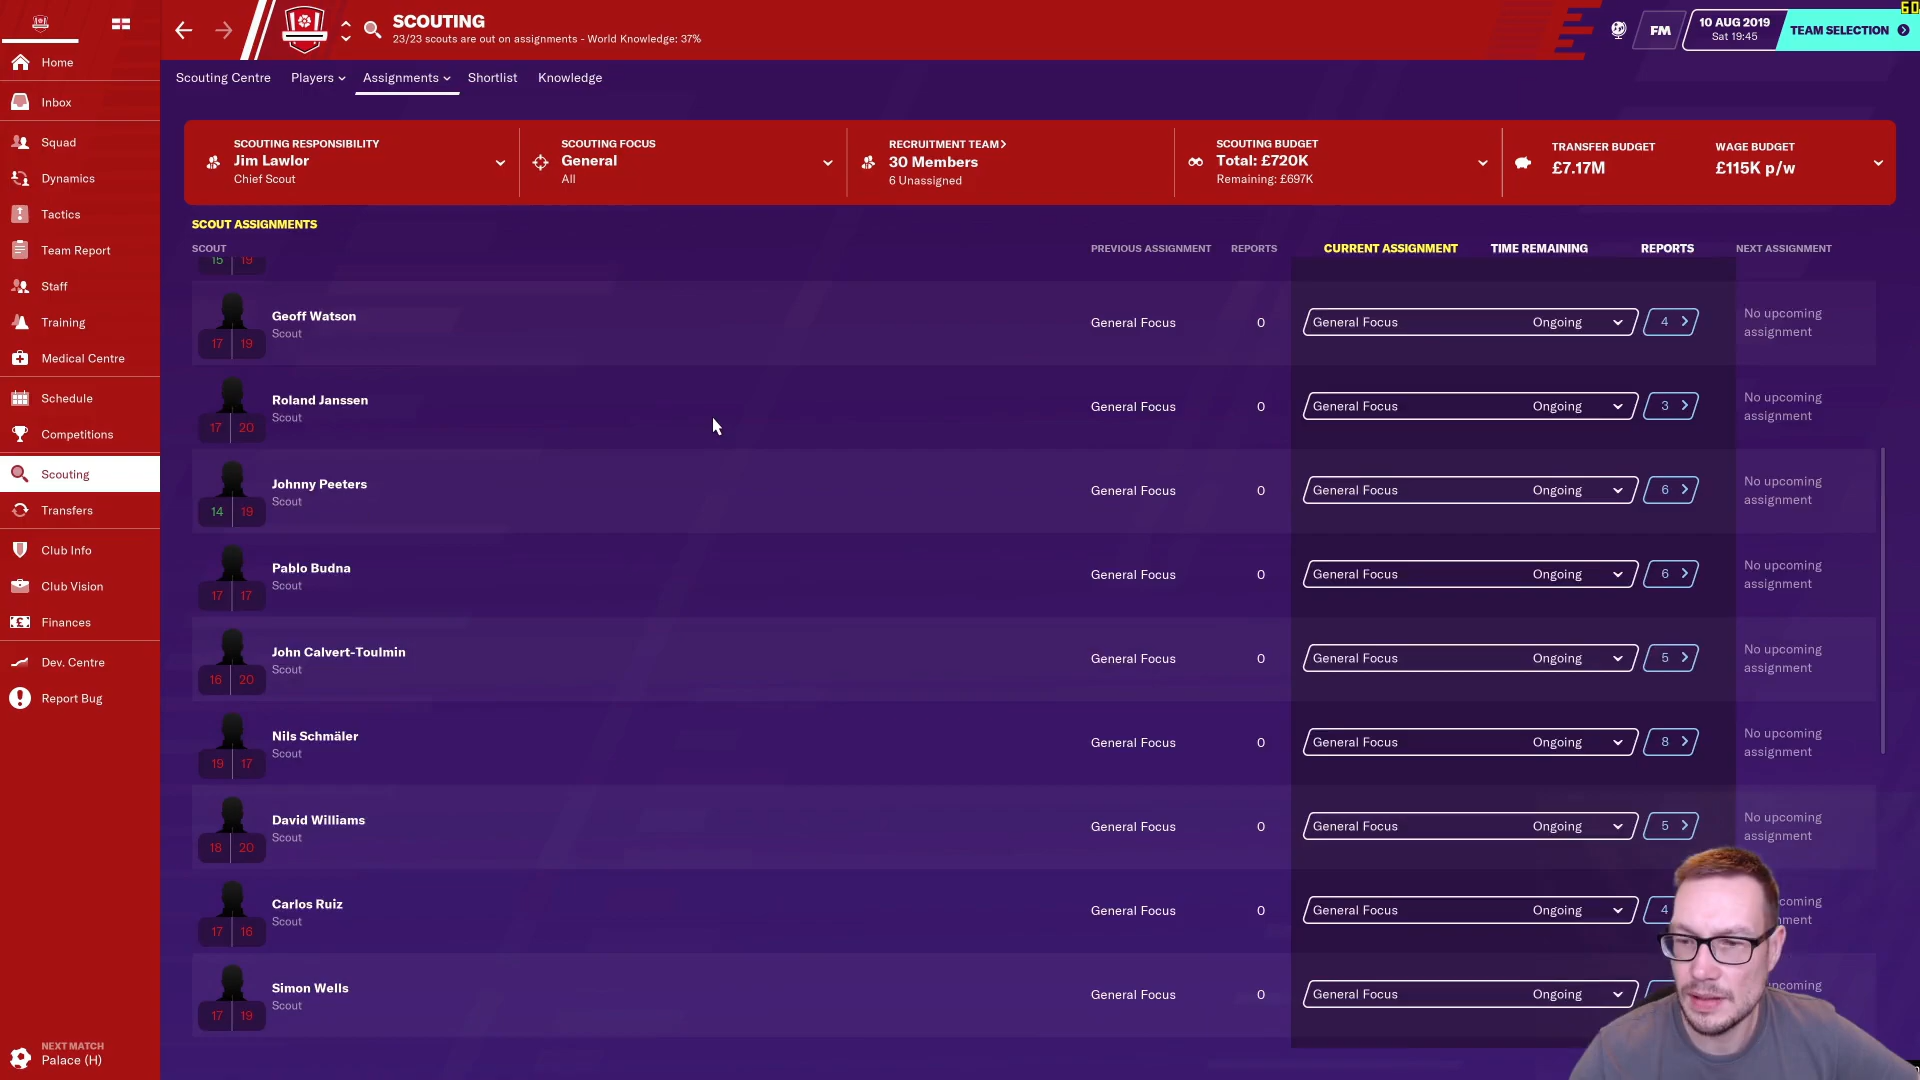 SCOUTING
23/23 scouts are out on assignments - World Knowledge: 37%
FM
10 AUG 2019
Sat 19:45
TEAM SELECTION
60
Home
Inbox
Squad
Dynamics
Tactics
Team Report
Staff
Training
Medical Centre
Schedule
Competitions
Scouting
Transfers
Club Info
Club Vision
Finances
Dev. Centre
Report Bug
NEXT MATCH
Palace (H)
Scouting Centre Players Assignments Shortlist Knowledge
SCOUTING RESPONSIBILITY
Jim Lawlor
Chief Scout
SCOUTING FOCUS
General
All
RECRUITMENT TEAM
30 Members
6 Unassigned
SCOUTING BUDGET
Total: £720K
Remaining: £697K
TRANSFER BUDGET
£7.17M
WAGE BUDGET
£115K p/w
SCOUT ASSIGNMENTS
SCOUT PREVIOUS ASSIGNMENT REPORTS CURRENT ASSIGNMENT TIME REMAINING REPORTS NEXT ASSIGNMENT
15 19
Geoff Watson
Scout
17 19
General Focus 0 General Focus Ongoing 4
No upcoming
assignment
Roland Janssen
Scout
17 20
General Focus 0 General Focus Ongoing 3
No upcoming
assignment
Johnny Peeters
Scout
14 19
General Focus 0 General Focus Ongoing 6
No upcoming
assignment
Pablo Budna
Scout
17 17
General Focus 0 General Focus Ongoing 6
No upcoming
assignment
John Calvert-Toulmin
Scout
16 20
General Focus 0 General Focus Ongoing 5
No upcoming
assignment
Nils Schmäler
Scout
19 17
General Focus 0 General Focus Ongoing 8
No upcoming
assignment
David Williams
Scout
18 20
General Focus 0 General Focus Ongoing 5
No upcoming
assignment
Carlos Ruiz
Scout
17 16
General Focus 0 General Focus Ongoing 4
Simon Wells
Scout
17 19
General Focus 0 General Focus Ongoing